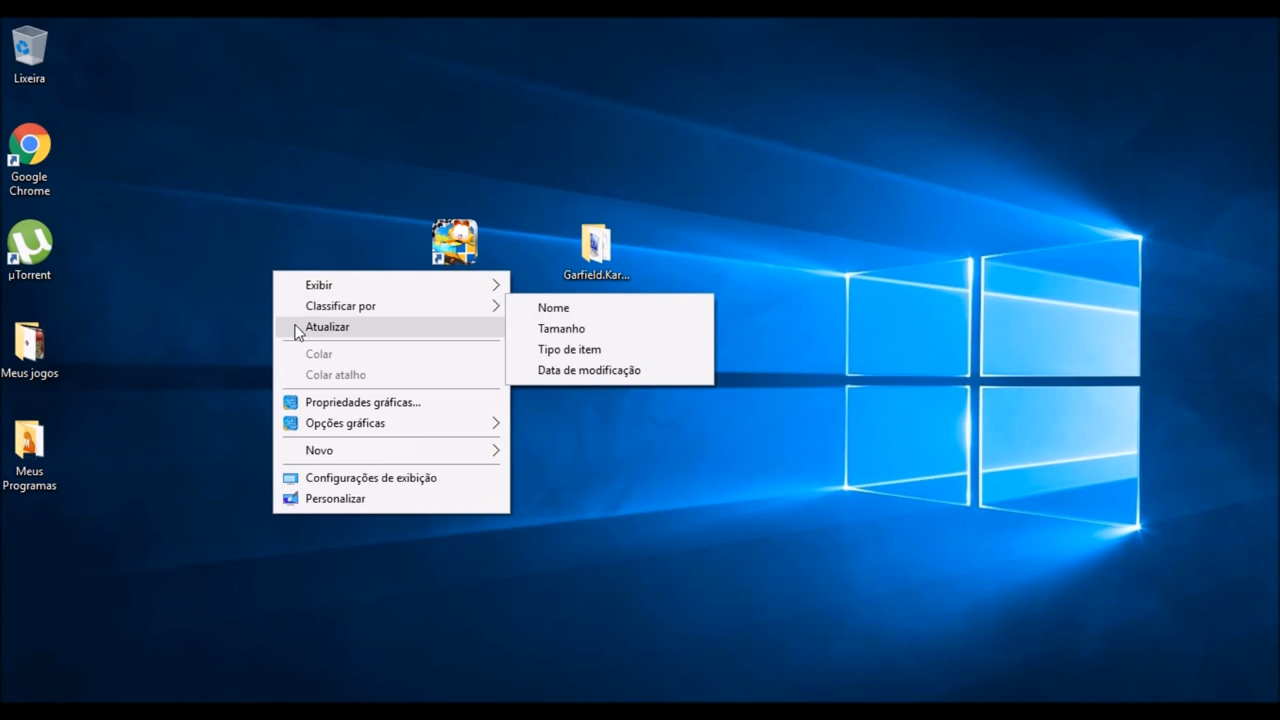 Lixeira
Google
Chrome
µTorrent
Meus jogos
Meus
Programas
Garfield.Kar...
Exibir
Classificar por
Atualizar
Colar
Colar atalho
Propriedades gráficas...
Opções gráficas
Novo
Configurações de exibição
Personalizar
Nome
Tamanho
Tipo de item
Data de modificação